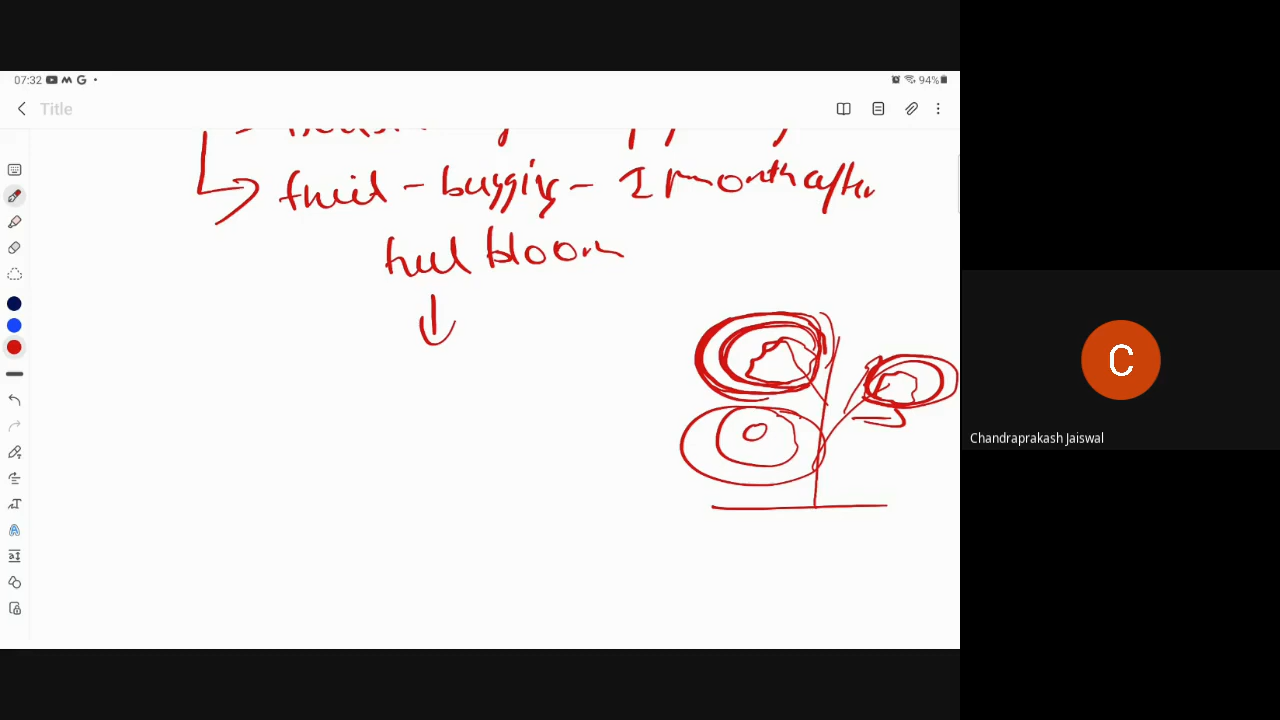 07:32 94%
Title
fruit - bagging - 1 month after
full bloom
C
Chandraprakash Jaiswal